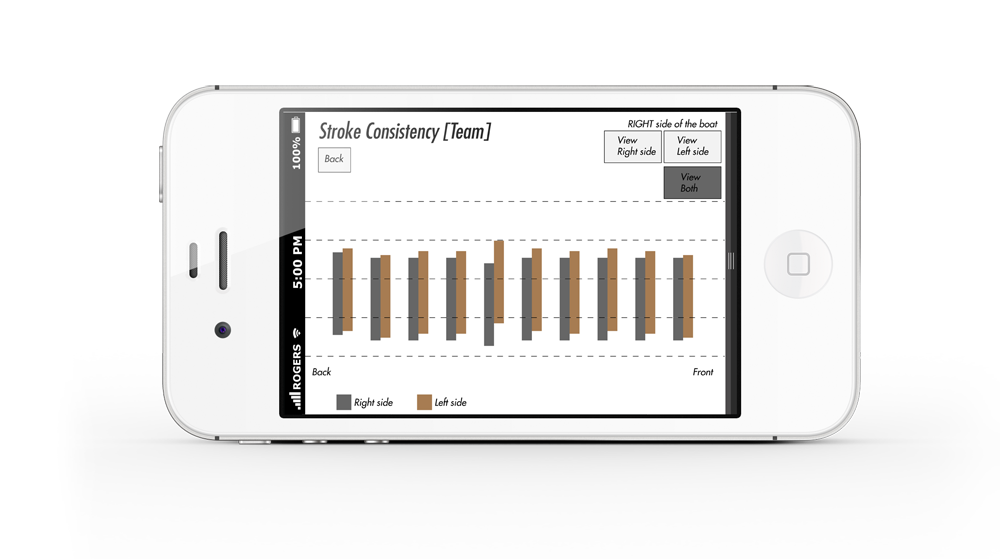 100%
5:00 PM
ROGERS
Stroke Consistency [Team]
Back
RIGHT side of the boat
View
Right side
View
Left side
View
Both
Back
Front
Right side
Left side